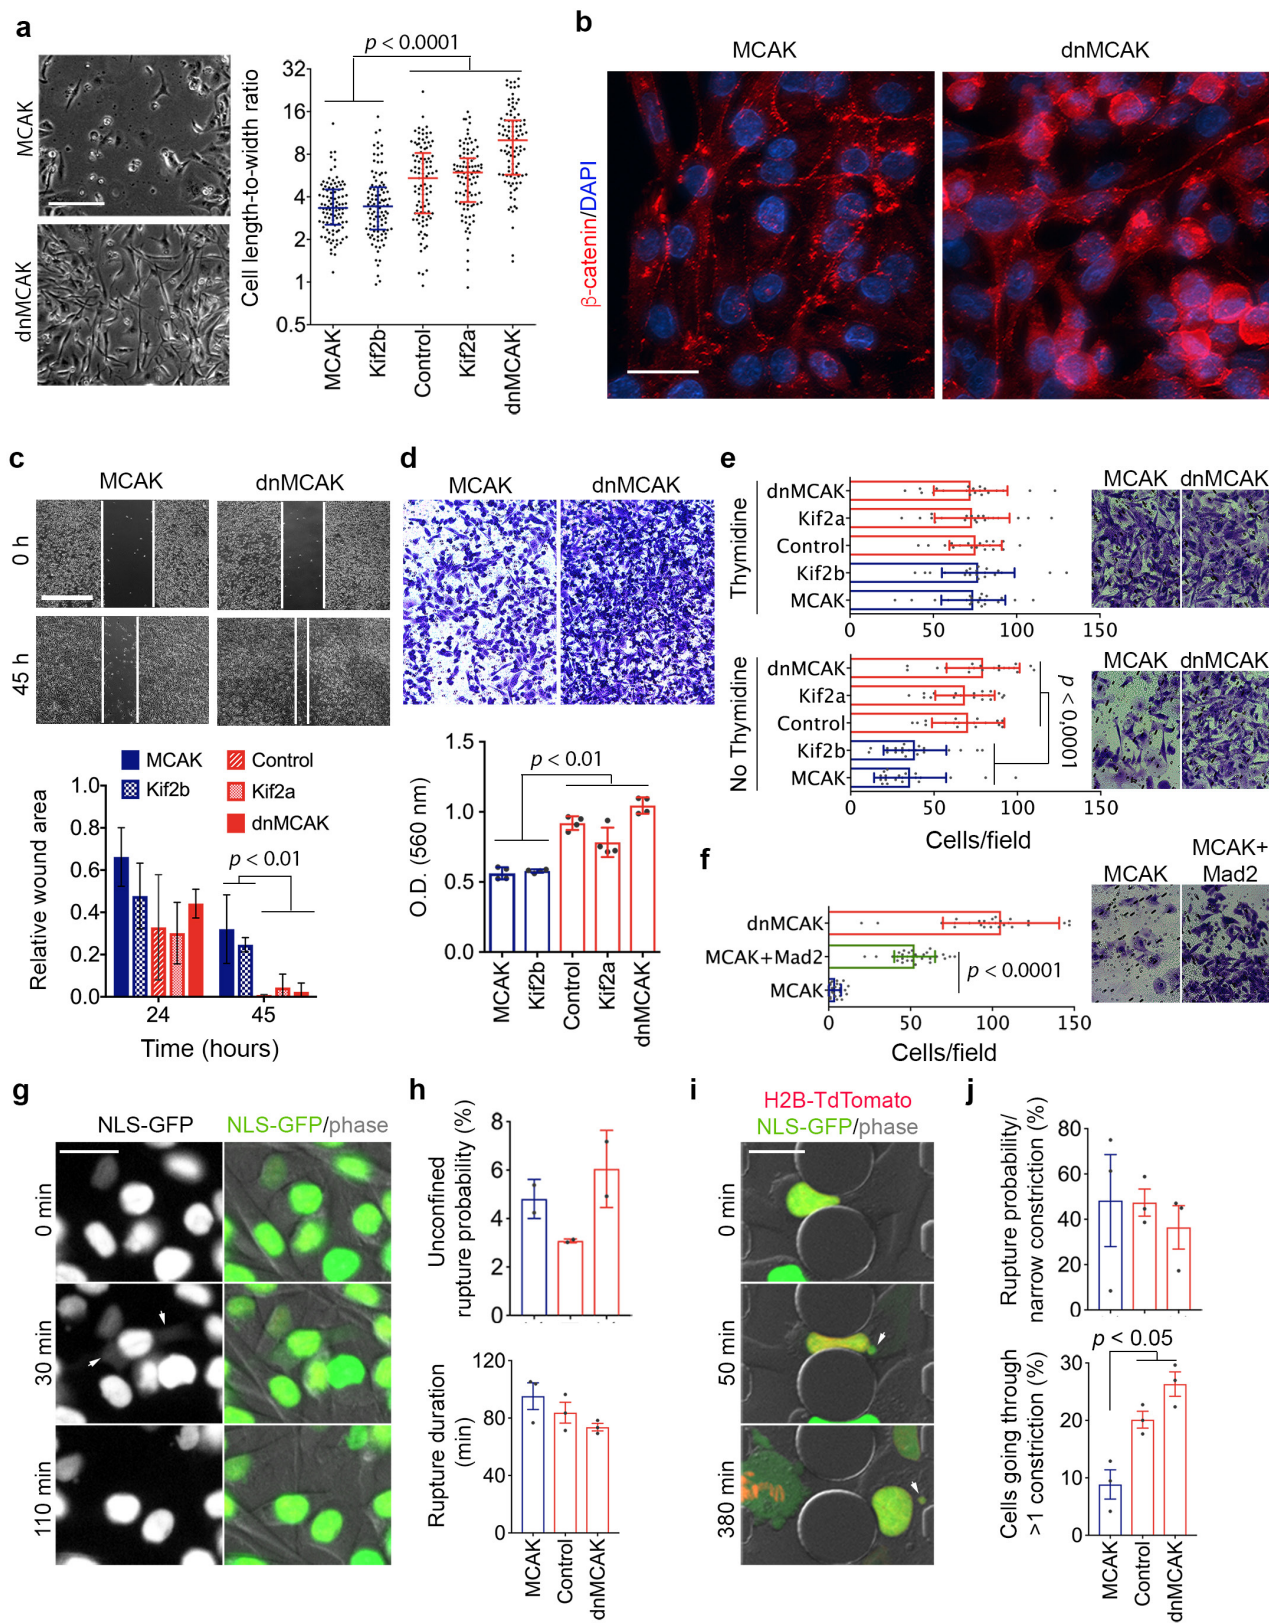 a
MCAK
dnMCAK
p < 0.0001
Cell length-to-width ratio
32
16
8
4
2
1
0.5
MCAK
Kif2b
Control
Kif2a
dnMCAK
b
MCAK
dnMCAK
β-catenin/DAPI
c
MCAK
dnMCAK
0 h
45 h
MCAK
Kif2b
Control
Kif2a
dnMCAK
Relative wound area
1.0
0.8
0.6
0.4
0.2
0.0
p < 0.01
24
45
Time (hours)
d
MCAK
dnMCAK
O.D. (560 nm)
1.5
1.0
0.5
0.0
p < 0.01
MCAK
Kif2b
Control
Kif2a
dnMCAK
e
Thymidine
dnMCAK
Kif2a
Control
Kif2b
MCAK
0
50
100
150
MCAK dnMCAK
No Thymidine
dnMCAK
Kif2a
Control
Kif2b
MCAK
p < 0.0001
0
50
100
150
Cells/field
MCAK dnMCAK
f
dnMCAK
MCAK+Mad2
MCAK
p < 0.0001
0
50
100
150
Cells/field
MCAK
MCAK+
Mad2
g
NLS-GFP
NLS-GFP/phase
0 min
30 min
110 min
h
Unconfined
rupture probability (%)
8
6
4
2
0
Rupture duration
(min)
120
80
40
0
MCAK
Control
dnMCAK
i
H2B-TdTomato
NLS-GFP/phase
0 min
50 min
380 min
j
Rupture probability/
narrow constriction (%)
80
60
40
20
0
p < 0.05
Cells going through
>1 constriction (%)
30
20
10
0
MCAK
Control
dnMCAK